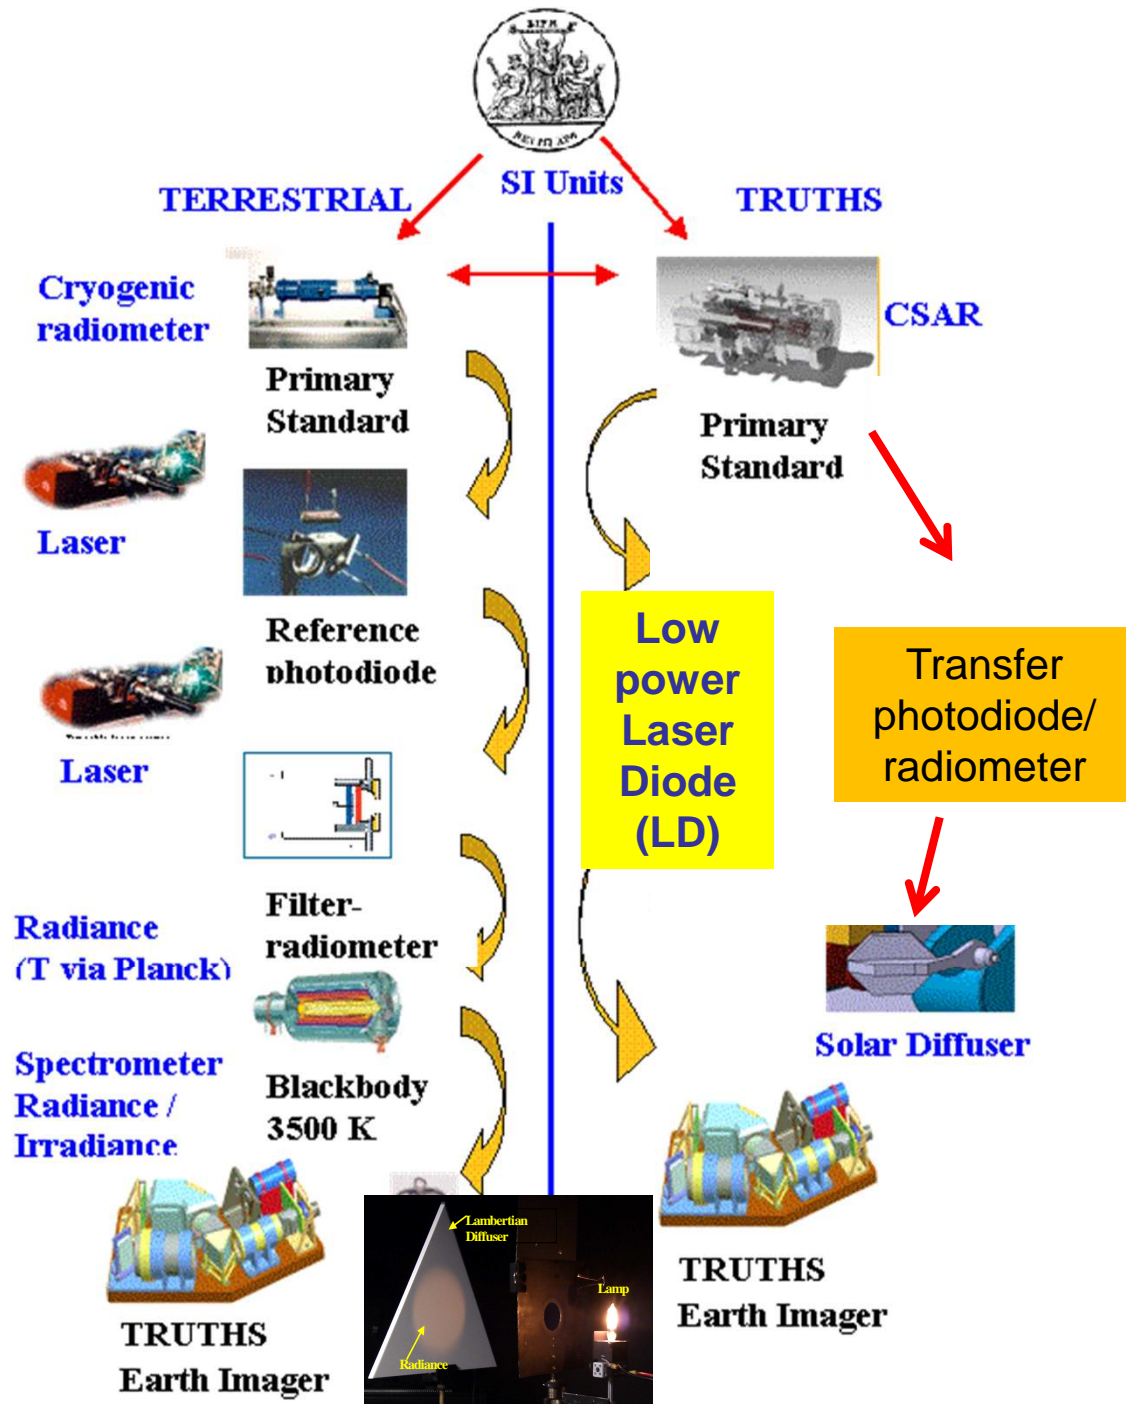 BIPM
SI Units
TERRESTRIAL
TRUTHS
Cryogenic
radiometer
CSAR
Primary
Standard
Primary
Standard
Laser
Reference
photodiode
Low
power
Laser
Diode
(LD)
Transfer
photodiode/
radiometer
Laser
Filter-
radiometer
Radiance
(T via Planck)
Solar Diffuser
Spectrometer
Radiance /
Irradiance
Blackbody
3500 K
Lambertian
Diffuser
Lamp
Radiance
TRUTHS
Earth Imager
TRUTHS
Earth Imager